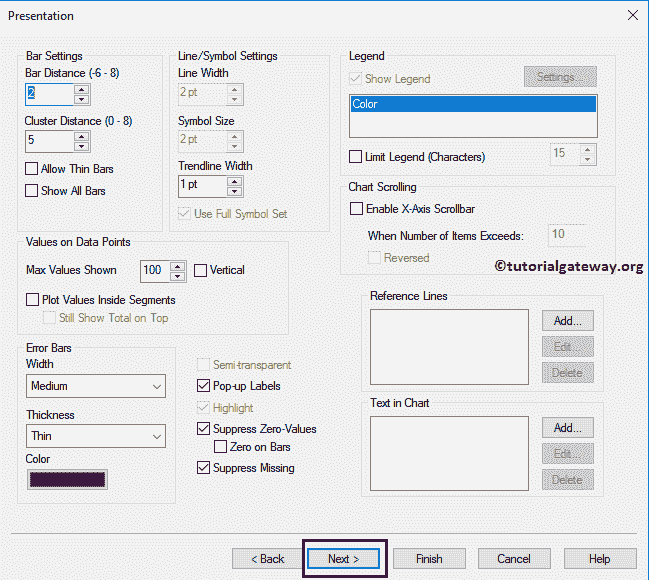 Presentation
Bar Settings
Bar Distance (-6 - 8)
2
Cluster Distance (0 - 8)
5
Allow Thin Bars
Show All Bars
Line/Symbol Settings
Line Width
2 pt
Symbol Size
2 pt
Trendline Width
1 pt
Use Full Symbol Set
Legend
Show Legend
Settings...
Color
Limit Legend (Characters)
15
Chart Scrolling
Enable X-Axis Scrollbar
When Number of Items Exceeds:
10
Reversed
©tutorialgateway.org
Values on Data Points
Max Values Shown
100
Vertical
Plot Values Inside Segments
Still Show Total on Top
Reference Lines
Add...
Edit...
Delete
Error Bars
Width
Medium
Thickness
Thin
Color
Semi-transparent
Pop-up Labels
Highlight
Suppress Zero-Values
Zero on Bars
Suppress Missing
Text in Chart
Add...
Edit...
Delete
< Back
Next >
Finish
Cancel
Help